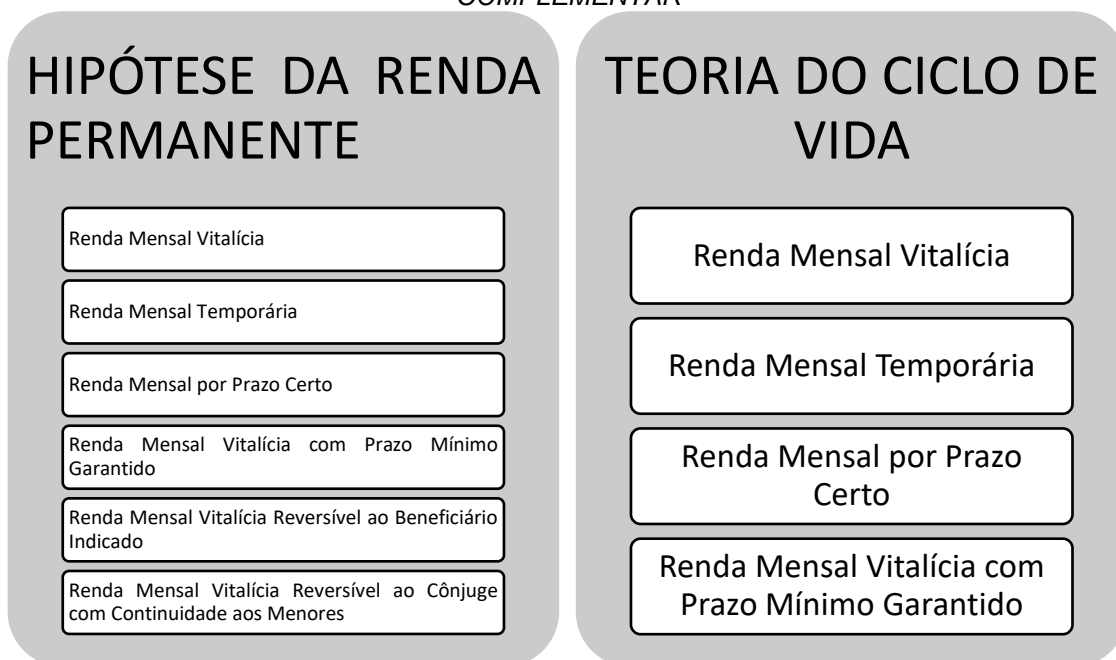 COMPLEMENTAR
HIPÓTESE DA RENDA
PERMANENTE
Renda Mensal Vitalícia
Renda Mensal Temporária
Renda Mensal por Prazo Certo
Renda Mensal Vitalícia com Prazo Mínimo
Garantido
Renda Mensal Vitalícia Reversível ao Beneficiário
Indicado
Renda Mensal Vitalícia Reversível ao Cônjuge
com Continuidade aos Menores
TEORIA DO CICLO DE
VIDA
Renda Mensal Vitalícia
Renda Mensal Temporária
Renda Mensal por Prazo
Certo
Renda Mensal Vitalícia com
Prazo Mínimo Garantido